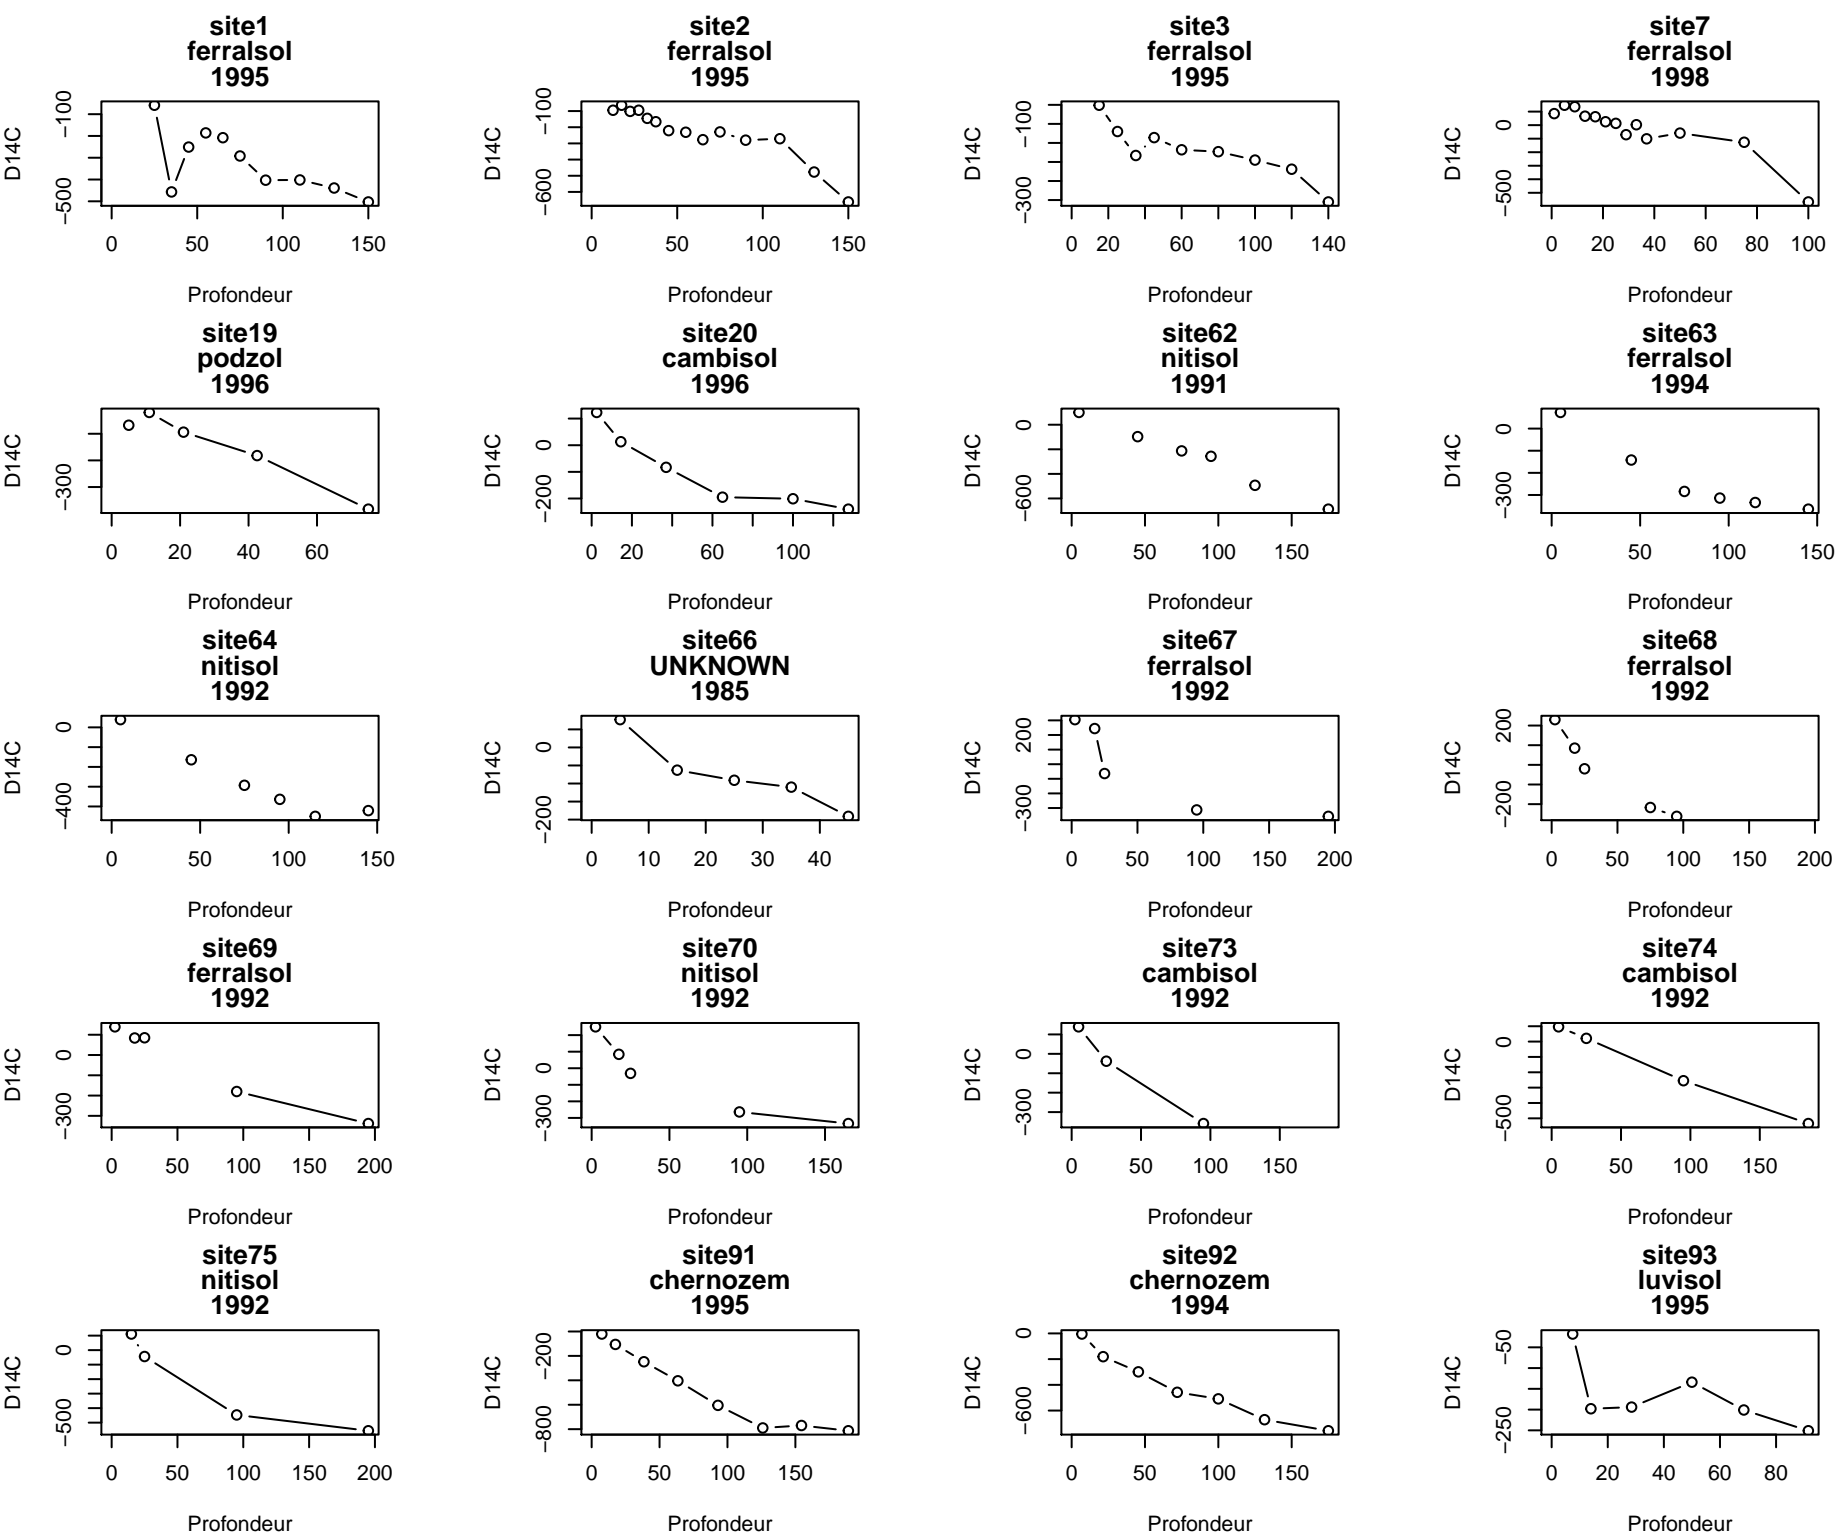 site1
ferralsol
1995
D14C
−100
−500
0 50 100 150
Profondeur
site2
ferralsol
1995
D14C
−100
−600
0 50 100 150
Profondeur
site3
ferralsol
1995
D14C
−100
−300
0 20 60 100 140
Profondeur
site7
ferralsol
1998
D14C
0
−500
0 20 40 60 80 100
Profondeur
site19
podzol
1996
D14C
−300
0 20 40 60
Profondeur
site20
cambisol
1996
D14C
0
−200
0 20 60 100
Profondeur
site62
nitisol
1991
D14C
0
−600
0 50 100 150
Profondeur
site63
ferralsol
1994
D14C
0
−300
0 50 100 150
Profondeur
site64
nitisol
1992
D14C
0
−400
0 50 100 150
Profondeur
site66
UNKNOWN
1985
D14C
0
−200
0 10 20 30 40
Profondeur
site67
ferralsol
1992
D14C
200
−300
0 50 100 150 200
Profondeur
site68
ferralsol
1992
D14C
200
−200
0 50 100 150 200
Profondeur
site69
ferralsol
1992
D14C
0
−300
0 50 100 150 200
Profondeur
site70
nitisol
1992
D14C
0
−300
0 50 100 150
Profondeur
site73
cambisol
1992
D14C
0
−300
0 50 100 150
Profondeur
site74
cambisol
1992
D14C
0
−500
0 50 100 150
Profondeur
site75
nitisol
1992
D14C
0
−500
0 50 100 150 200
Profondeur
site91
chernozem
1995
D14C
−200
−800
0 50 100 150
Profondeur
site92
chernozem
1994
D14C
0
−600
0 50 100 150
Profondeur
site93
luvisol
1995
D14C
−50
−250
0 20 40 60 80
Profondeur